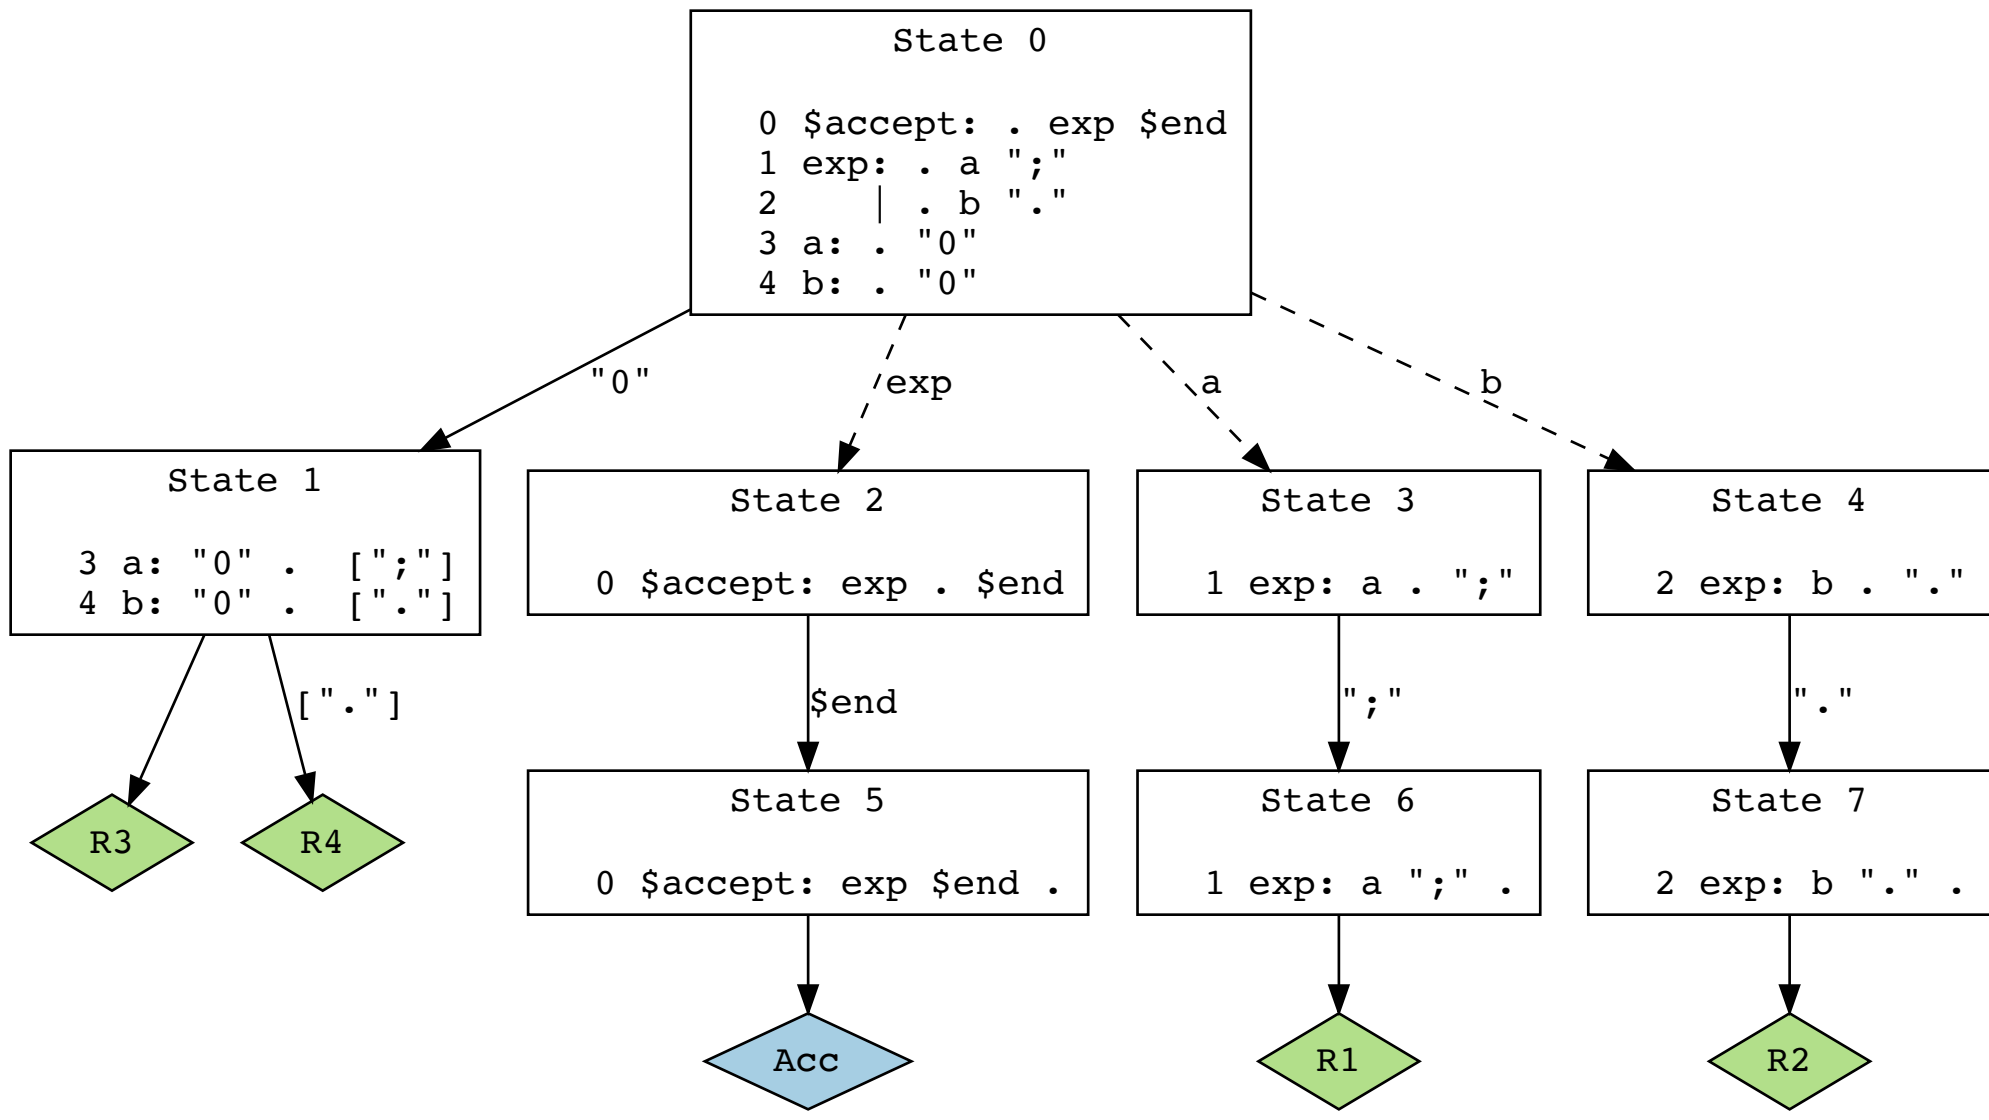 State 0
0 $accept: . exp $end
1 exp: . a ";"
2 | . b "."
3 a: . "0"
4 b: . "0"
"0"
exp
a
b
State 1
3 a: "0" . [";"]
4 b: "0" . ["."]
State 2
0 $accept: exp . $end
State 3
1 exp: a . ";"
State 4
2 exp: b . "."
["."]
$end
";"
"."
R3
R4
State 5
0 $accept: exp $end .
State 6
1 exp: a ";" .
State 7
2 exp: b "." .
Acc
R1
R2